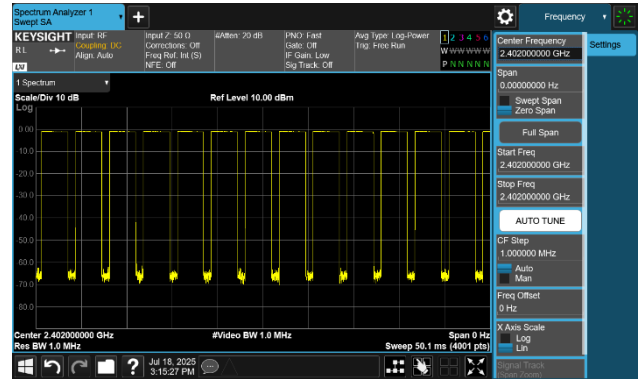 Spectrum Analyzer 1
Swept SA
Frequency
KEYSIGHT
Input: RF
Input Z: 50 Ω
#Atten: 20 dB
PNO: Fast
Avg Type: Log-Power
1 2 3 4 5 6
R L
Coupling: DC
Corrections: Off
Gate: Off
Trig: Free Run
Align: Auto
Freq Ref: Int (S)
IF Gain: Low
W W W W W W
LXI
NFE: Off
Sig Track: Off
P N N N N N
Center Frequency
2.402000000 GHz
Settings
Span
0.00000000 Hz
Swept Span
Zero Span
Full Span
Start Freq
2.402000000 GHz
Stop Freq
2.402000000 GHz
AUTO TUNE
CF Step
1.000000 MHz
Auto
Man
Freq Offset
0 Hz
X Axis Scale
Log
Lin
Signal Track
(Span Zoom)
1 Spectrum
Scale/Div 10 dB
Ref Level 10.00 dBm
Log
0.00
-10.0
-20.0
-30.0
-40.0
-50.0
-60.0
-70.0
-80.0
Center 2.402000000 GHz
#Video BW 1.0 MHz
Span 0 Hz
Res BW 1.0 MHz
Sweep 50.1 ms (4001 pts)
?
Jul 18, 2025
3:15:27 PM